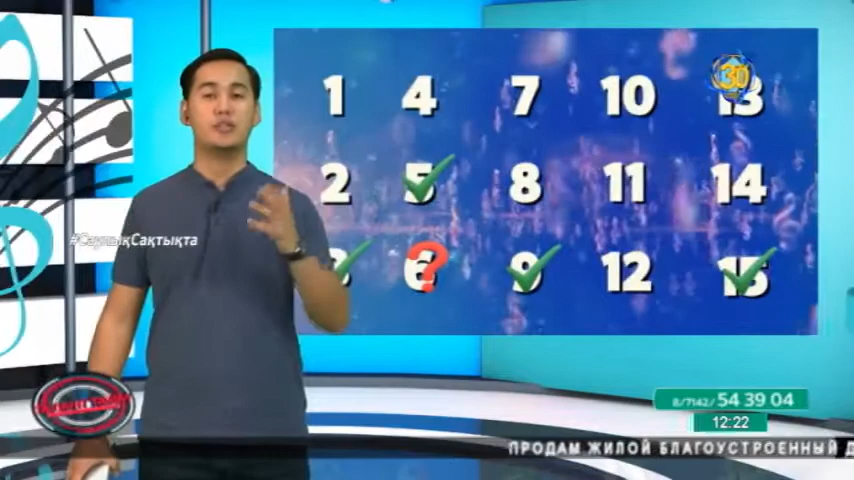 1 4 7 10 13
30
2 5 8 11 14
#СаулықСақтықта
3 6? 9 12 15
8/7142/ 54 39 04
12:22
ПРОДАМ ЖИЛОЙ БЛАГОУСТРОЕННЫЙ